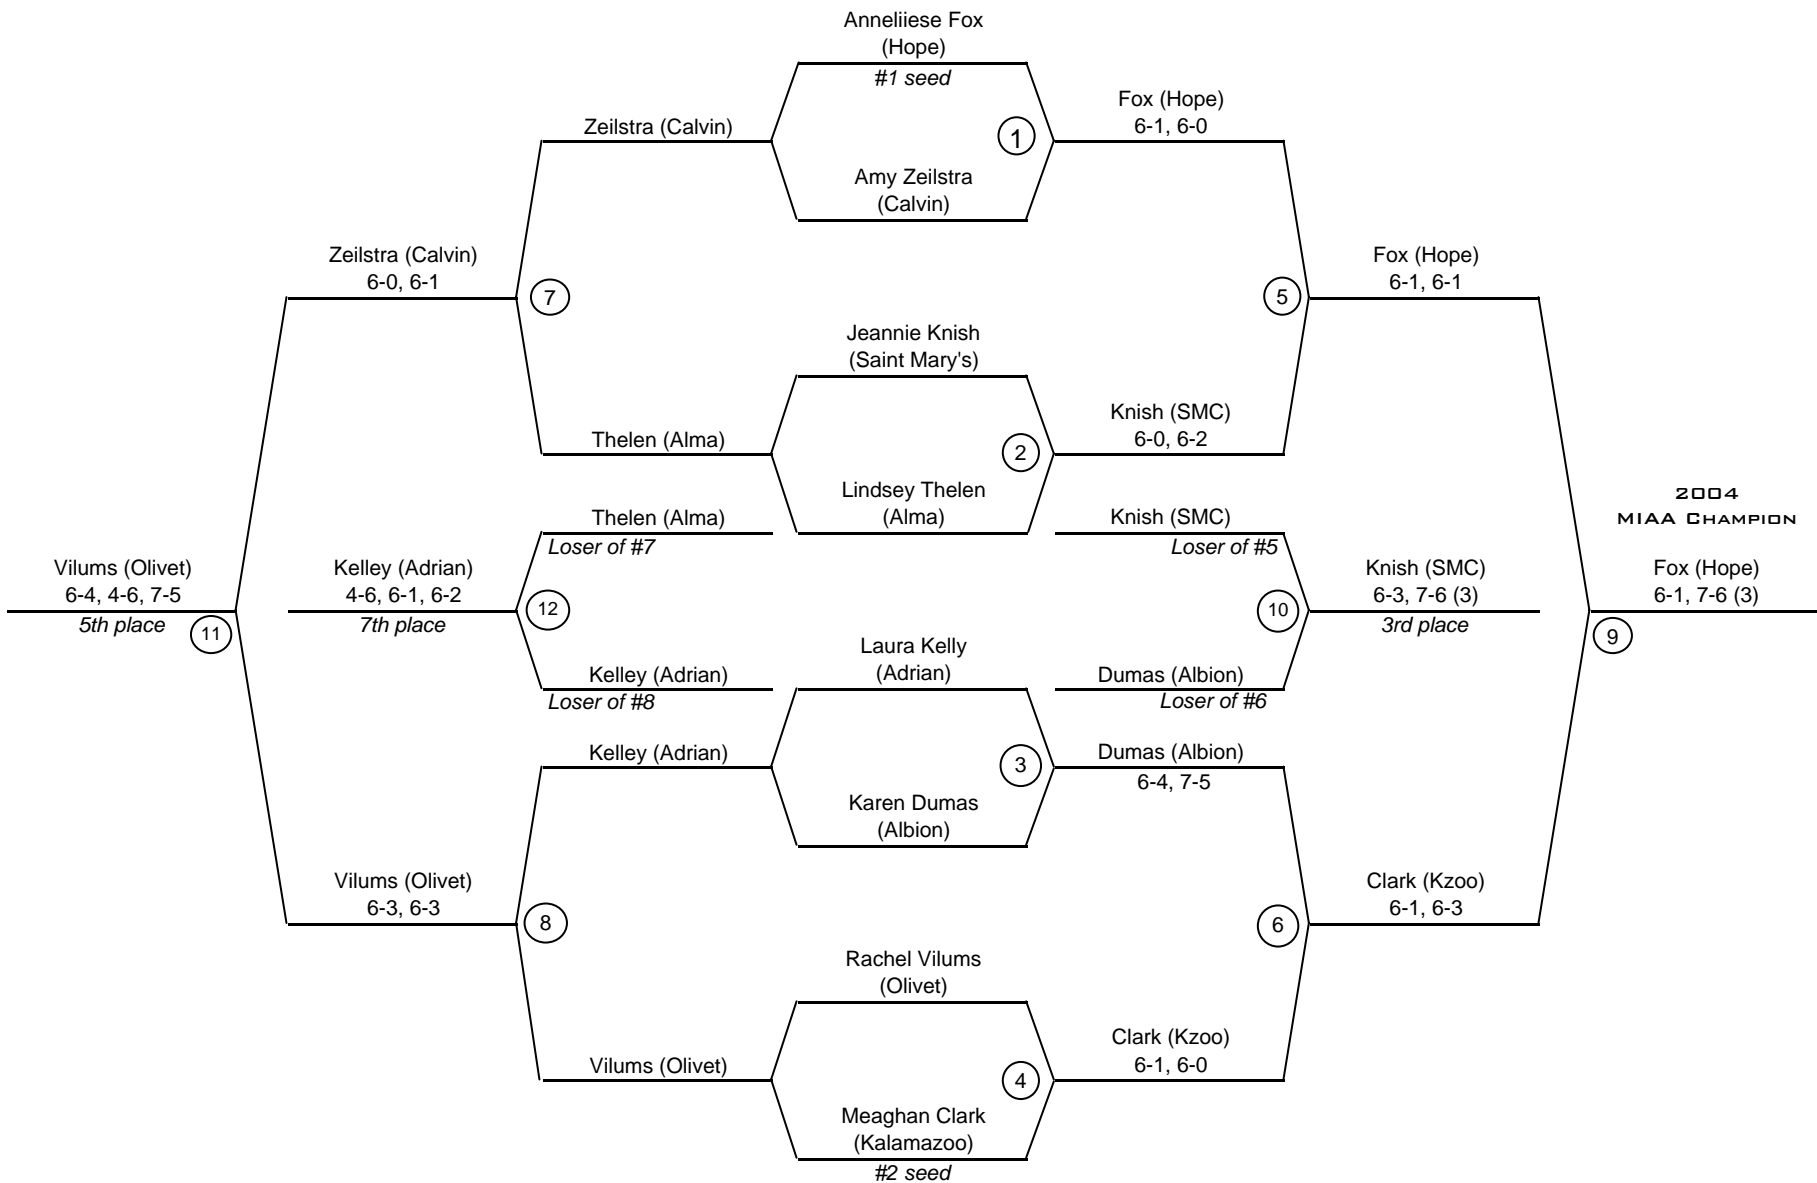 Anneliiese Fox
(Hope)
#1 seed
Fox (Hope)
6-1, 6-0
Zeilstra (Calvin)
1
Amy Zeilstra
(Calvin)
Zeilstra (Calvin)
6-0, 6-1
7
5
Fox (Hope)
6-1, 6-1
Jeannie Knish
(Saint Mary's)
Knish (SMC)
6-0, 6-2
Thelen (Alma)
2
Lindsey Thelen
(Alma)
Thelen (Alma)
Loser of #7
Knish (SMC)
Loser of #5
2004
MIAA Champion
Vilums (Olivet)
6-4, 4-6, 7-5
5th place
11
Kelley (Adrian)
4-6, 6-1, 6-2
7th place
12
10
Knish (SMC)
6-3, 7-6 (3)
3rd place
Fox (Hope)
6-1, 7-6 (3)
9
Laura Kelly
(Adrian)
Kelley (Adrian)
Loser of #8
Dumas (Albion)
Loser of #6
Kelley (Adrian)
3
Dumas (Albion)
6-4, 7-5
Karen Dumas
(Albion)
Vilums (Olivet)
6-3, 6-3
8
6
Clark (Kzoo)
6-1, 6-3
Rachel Vilums
(Olivet)
Vilums (Olivet)
4
Clark (Kzoo)
6-1, 6-0
Meaghan Clark
(Kalamazoo)
#2 seed